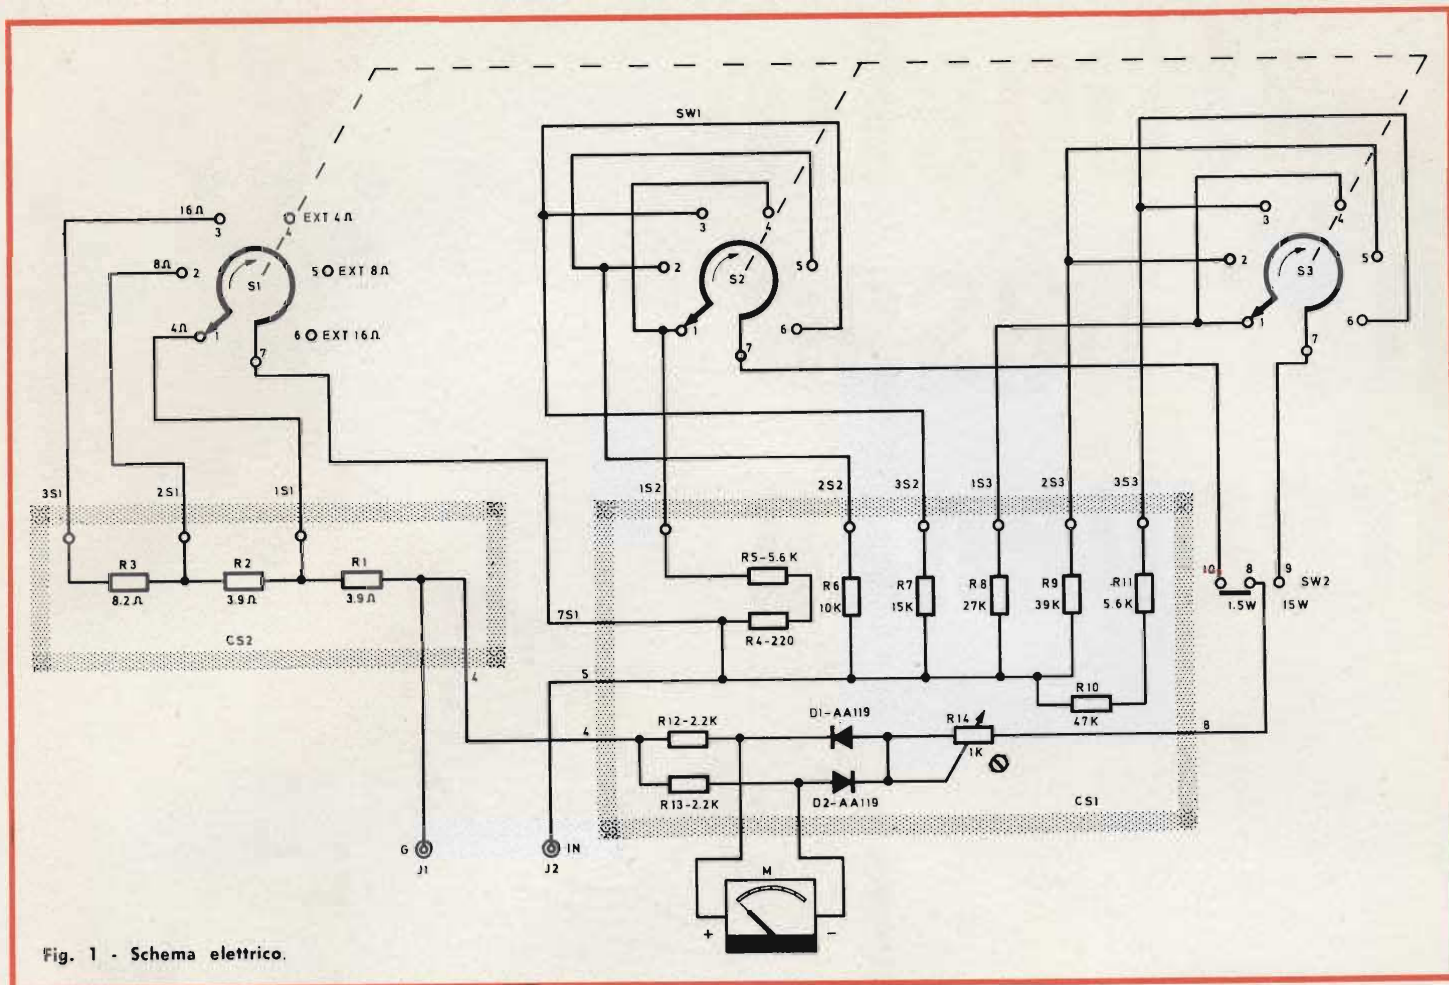 SW1
16Ω
3
EXT 4Ω
4
8Ω
2
S1
5
EXT 8Ω
4Ω
1
6
EXT 16Ω
7
3
4
2
S2
5
1
6
7
3
4
2
S3
5
1
6
7
3S1
2S1
1S1
1S2
2S2
3S2
1S3
2S3
3S3
R3
8.2Ω
R2
3.9Ω
R1
3.9Ω
CS2
4
7S1
R5-5.6K
R4-220
R6
10K
R7
15K
R8
27K
R9
39K
R11
5.6K
10
8
9
SW2
1.5W
15W
5
R10
47K
4
R12-2.2K
D1-AA119
R14
1K
8
R13-2.2K
D2-AA119
CS1
G
J1
IN
J2
M
+
-
Fig. 1 - Schema elettrico.